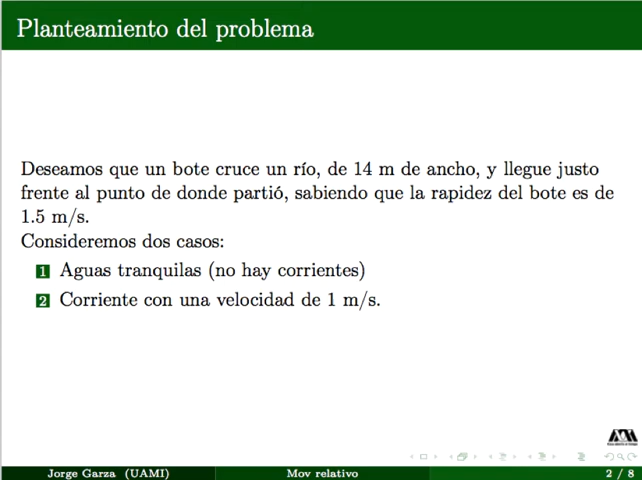 Planteamiento del problema
Deseamos que un bote cruce un río, de 14 m de ancho, y llegue justo
frente al punto de donde partió, sabiendo que la rapidez del bote es de
1.5 m/s.
Consideremos dos casos:
1 Aguas tranquilas (no hay corrientes)
2 Corriente con una velocidad de 1 m/s.
Jorge Garza (UAMI) Mov relativo 2 / 8